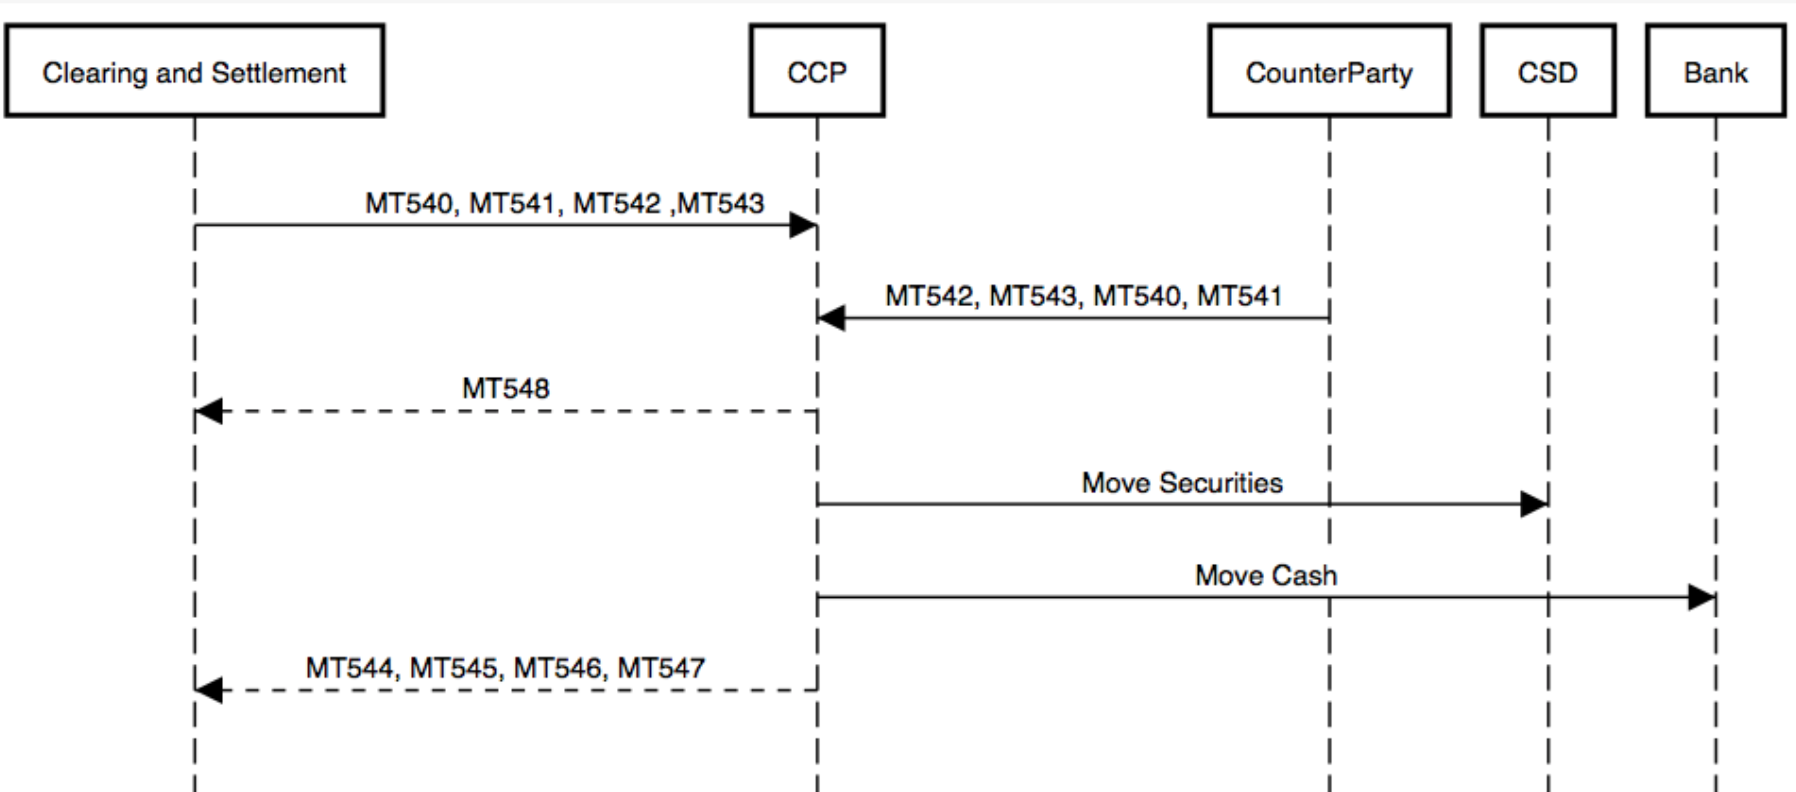 Clearing and Settlement
CCP
CounterParty
CSD
Bank
MT540, MT541, MT542 ,MT543
MT542, MT543, MT540, MT541
MT548
Move Securities
Move Cash
MT544, MT545, MT546, MT547